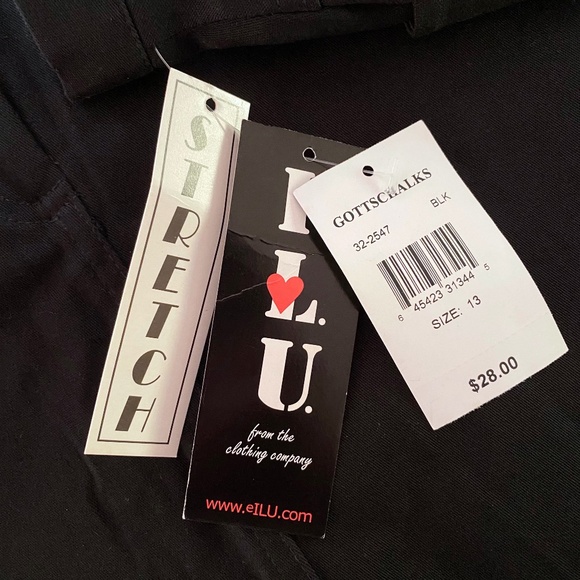 STRETCH
I
L.
U.
from the
clothing company
www.eILU.com
GOTTSCHALKS
32-2547 BLK
6 45423 31344 5
SIZE: 13
$28.00